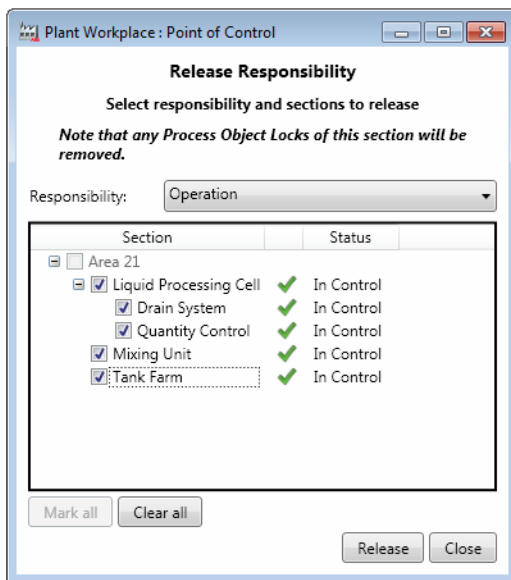 Plant Workplace : Point of Control
Release Responsibility
Select responsibility and sections to release
Note that any Process Object Locks of this section will be
removed.
Responsibility: Operation
Section Status
Area 21
Liquid Processing Cell In Control
Drain System In Control
Quantity Control In Control
Mixing Unit In Control
Tank Farm In Control
Mark all Clear all
Release Close